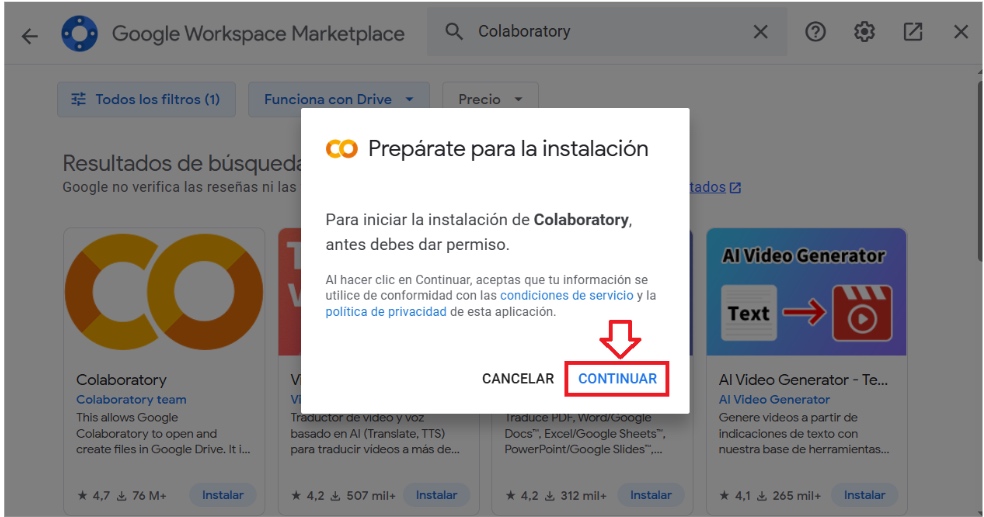 Google Workspace Marketplace
Colaboratory
Todos los filtros (1)
Funciona con Drive
Precio
Resultados de búsqueda
Google no verifica las reseñas ni las
tados
Prepárate para la instalación
Para iniciar la instalación de Colaboratory,
antes debes dar permiso.
Al hacer clic en Continuar, aceptas que tu información se
utilice de conformidad con las condiciones de servicio y la
política de privacidad de esta aplicación.
CANCELAR
CONTINUAR
Colaboratory
Colaboratory team
This allows Google
Colaboratory to open and
create files in Google Drive. It i...
4,7
76 M+
Instalar
Traductor de video y voz
basado en AI (Translate, TTS)
para traducir videos a más de...
4,2
507 mil+
Instalar
Traduce PDF, Word/Google
Docs™, Excel/Google Sheets™,
PowerPoint/Google Slides™,...
4,2
312 mil+
Instalar
AI Video Generator
Text
AI Video Generator - Te...
AI Video Generator
Genere videos a partir de
indicaciones de texto con
nuestra base de herramientas...
4,1
265 mil+
Instalar